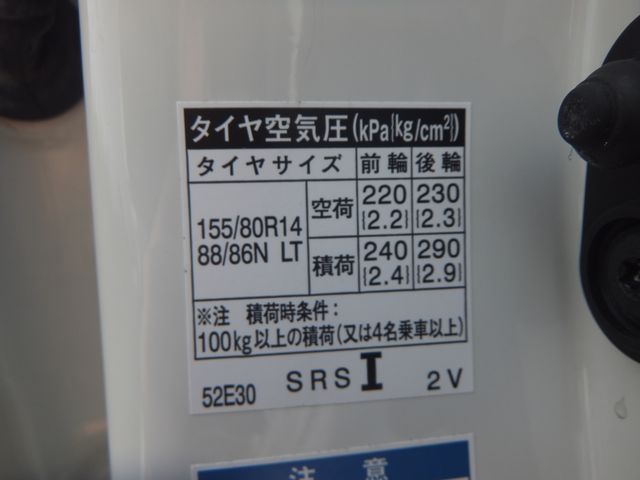 タイヤ空気圧(kPa{kg/cm²})
タイヤサイズ 前輪 後輪
155/80R14
88/86N LT
空荷 220 230
{2.2} {2.3}
積荷 240 290
{2.4} {2.9}
※注 積荷時条件:
100kg以上の積荷(又は4名乗車以上)
52E30 SRS I 2V
注意